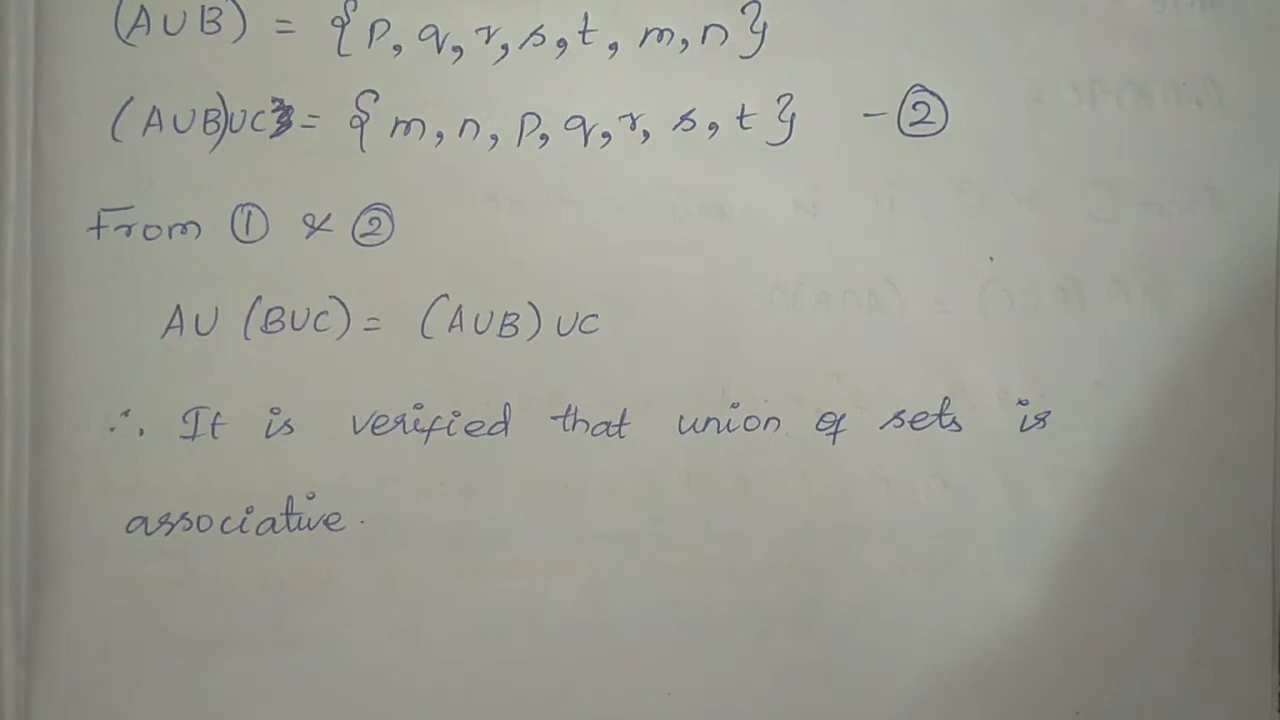 (A∪B) = {p, q, r, s, t, m, n}
(A∪B)∪C = {m, n, p, q, r, s, t} - ②
From ① & ②
A∪ (B∪C) = (A∪B) ∪C
∴ It is verified that union of sets is
associative.